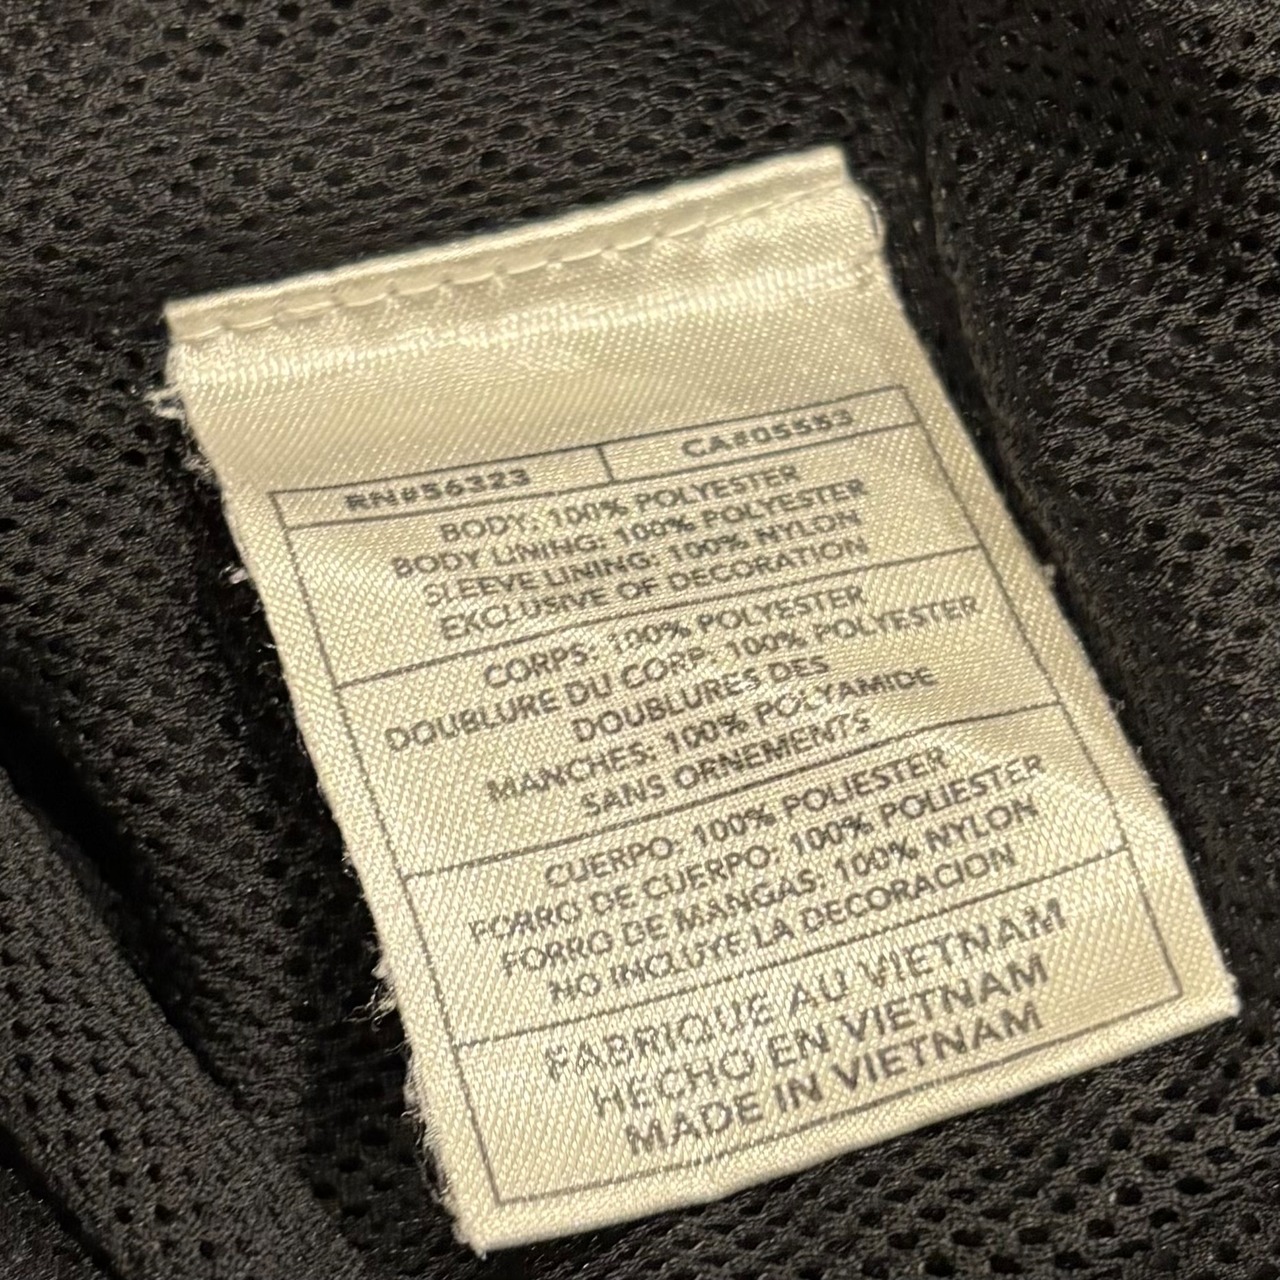 RN#56323 CA#05553
BODY: 100% POLYESTER
BODY LINING: 100% POLYESTER
SLEEVE LINING: 100% NYLON
EXCLUSIVE OF DECORATION
CORPS: 100% POLYESTER
DOUBLURE DU CORP: 100% POLYESTER
DOUBLURES DES
MANCHES: 100% POLYAMIDE
SANS ORNEMENTS
CUERPO: 100% POLIESTER
FORRO DE CUERPO: 100% POLIESTER
FORRO DE MANGAS: 100% NYLON
NO INCLUYE LA DECORACION
FABRIQUE AU VIETNAM
HECHO EN VIETNAM
MADE IN VIETNAM